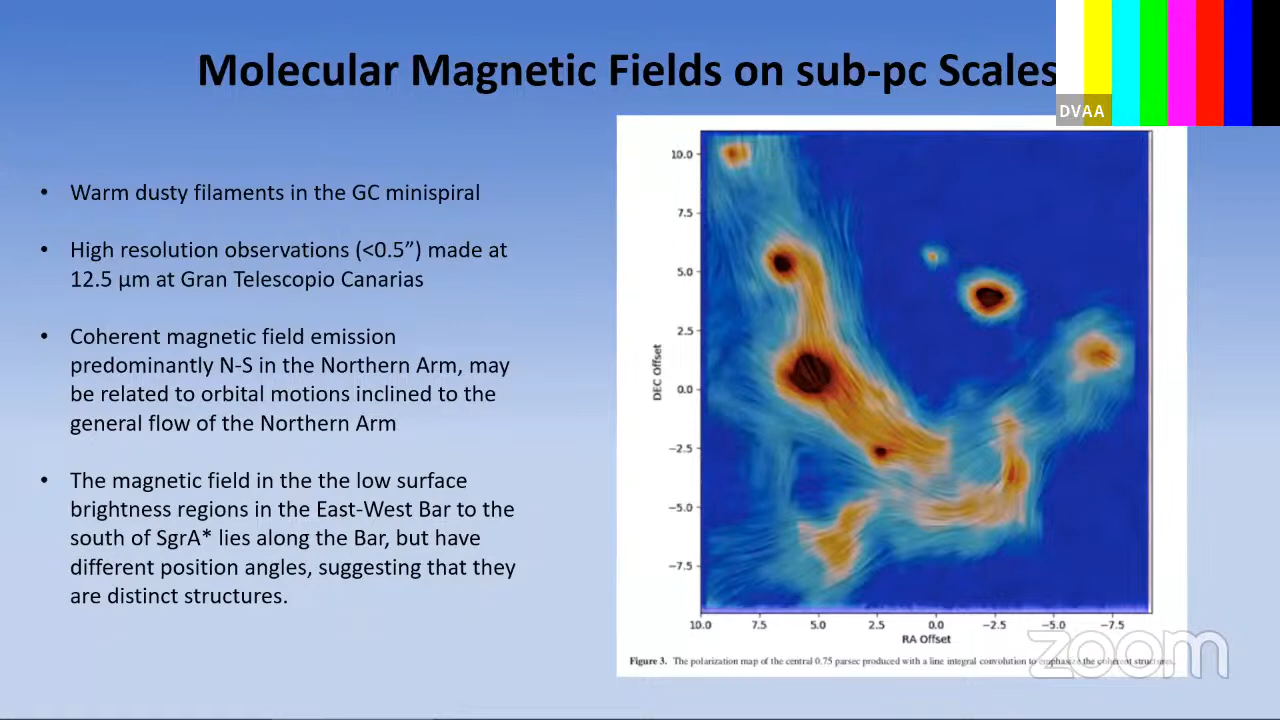 Molecular Magnetic Fields on sub-pc Scales
DVAA
• Warm dusty filaments in the GC minispiral
• High resolution observations (<0.5”) made at
12.5 μm at Gran Telescopio Canarias
• Coherent magnetic field emission
predominantly N-S in the Northern Arm, may
be related to orbital motions inclined to the
general flow of the Northern Arm
• The magnetic field in the the low surface
brightness regions in the East-West Bar to the
south of SgrA* lies along the Bar, but have
different position angles, suggesting that they
are distinct structures.
10.0
7.5
5.0
2.5
0.0
−2.5
−5.0
−7.5
DEC Offset
10.0 7.5 5.0 2.5 0.0 −2.5 −5.0 −7.5
RA Offset
Figure 3. The polarization map of the central 0.75 parsec produced with a line integral convolution to emphasize the coherent structures.
zoom